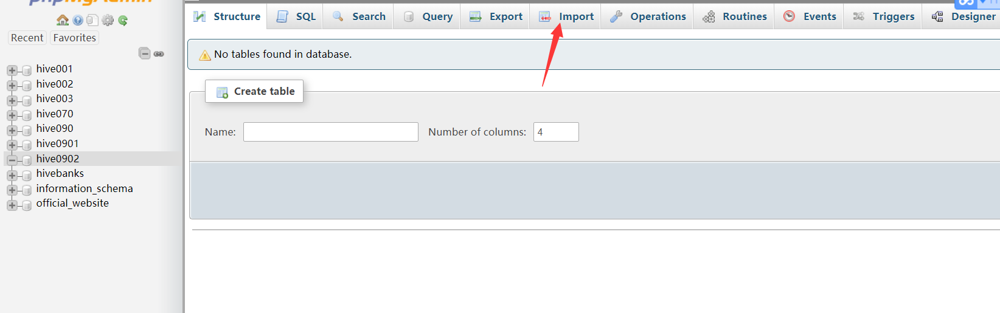 phpMyAdmin
Structure SQL Search Query Export Import Operations Routines Events Triggers Designer
Recent Favorites
No tables found in database.
hive001
hive002
hive003
hive070
hive090
hive0901
hive0902
hivebanks
information_schema
official_website
Create table
Name: Number of columns: 4